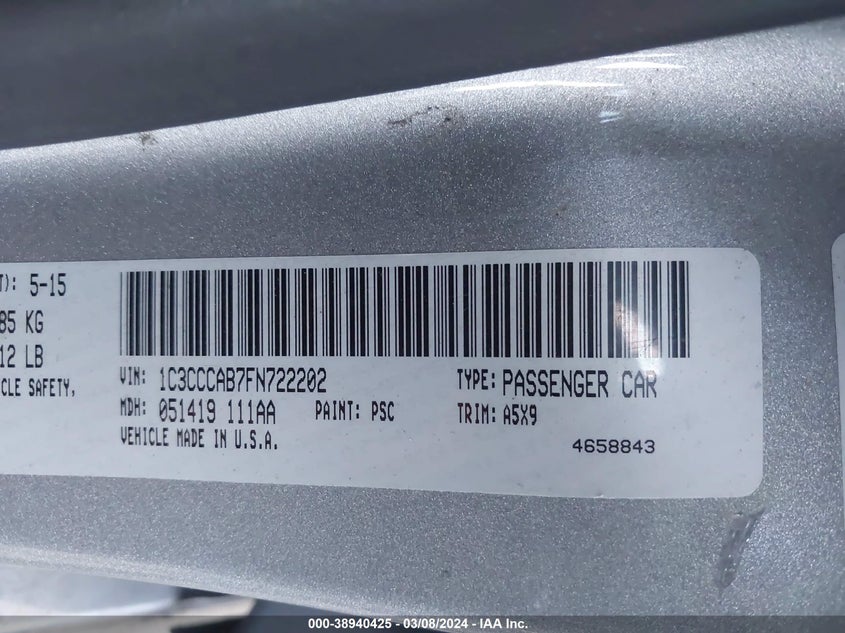 T): 5-15
85 KG
12 LB
CLE SAFETY,
VIN: 1C3CCCAB7FN722202 TYPE: PASSENGER CAR
MDH: 051419 111AA PAINT: PSC TRIM: A5X9
VEHICLE MADE IN U.S.A.
4658843
000-38940425 - 03/08/2024 - IAA Inc.